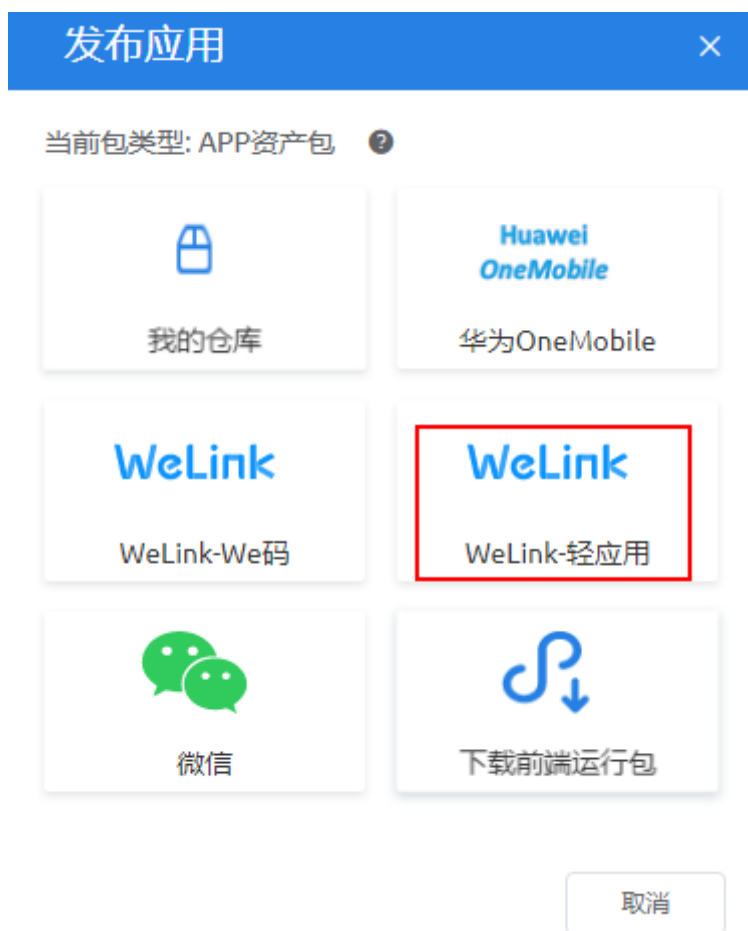 发布应用
当前包类型: APP资产包 ?
Huawei
OneMobile
我的仓库
华为OneMobile
WeLink
WeLink
WeLink-We码
WeLink-轻应用
微信
下载前端运行包
取消